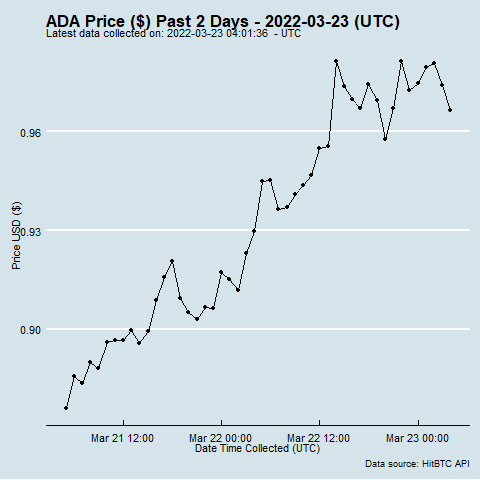 ADA Price ($) Past 2 Days - 2022-03-23 (UTC)
Latest data collected on: 2022-03-23 04:01:36  - UTC
0.96
0.93
0.90
Price USD ($)
Mar 21 12:00
Mar 22 00:00
Mar 22 12:00
Mar 23 00:00
Date Time Collected (UTC)
Data source: HitBTC API